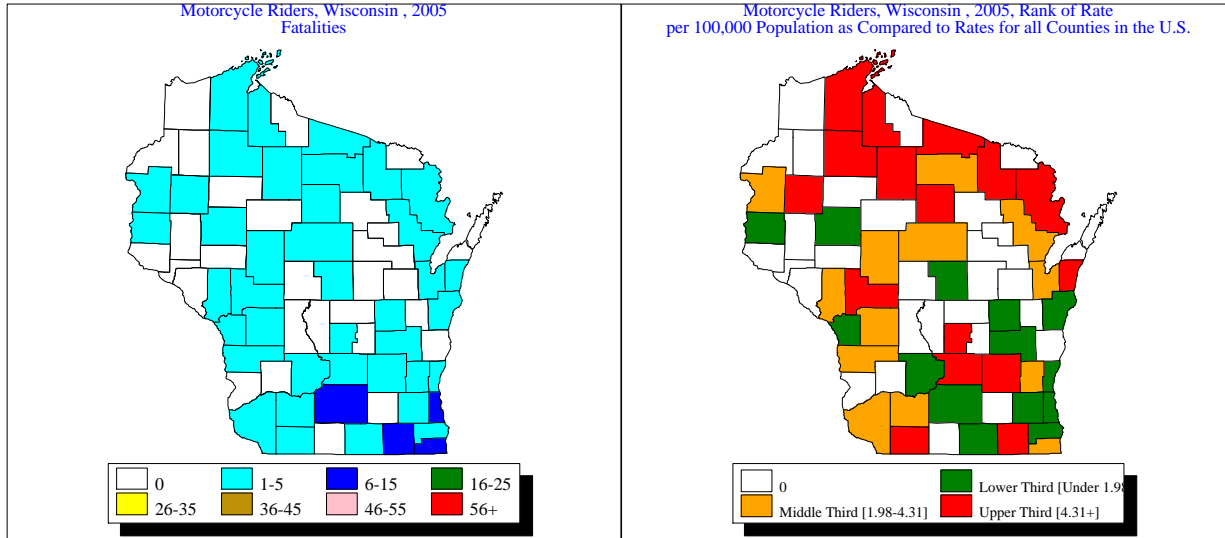 Motorcycle Riders, Wisconsin , 2005
Fatalities
0
1-5
6-15
16-25
26-35
36-45
46-55
56+
Motorcycle Riders, Wisconsin , 2005, Rank of Rate
per 100,000 Population as Compared to Rates for all Counties in the U.S.
0
Lower Third [Under 1.98
Middle Third [1.98-4.31]
Upper Third [4.31+]